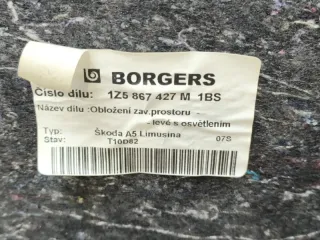 BORGERS
Číslo dílu: 1Z5 867 427 M 1BS
Název dílu :Obložení zav.prostoru -
- levé s osvětlením
Typ: Škoda A5 Limusina 07S
Stav: T10D02